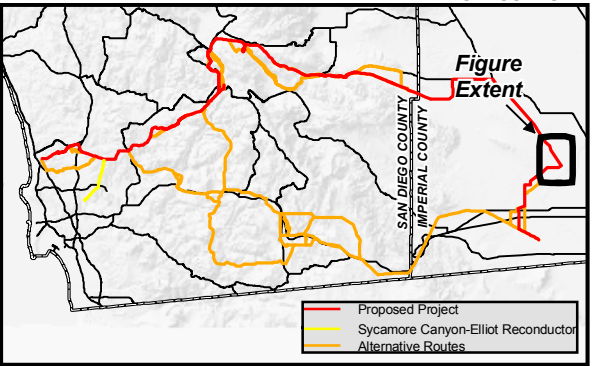 Figure
Extent
SAN DIEGO COUNTY
IMPERIAL COUNTY
Proposed Project
Sycamore Canyon-Elliot Reconductor
Alternative Routes